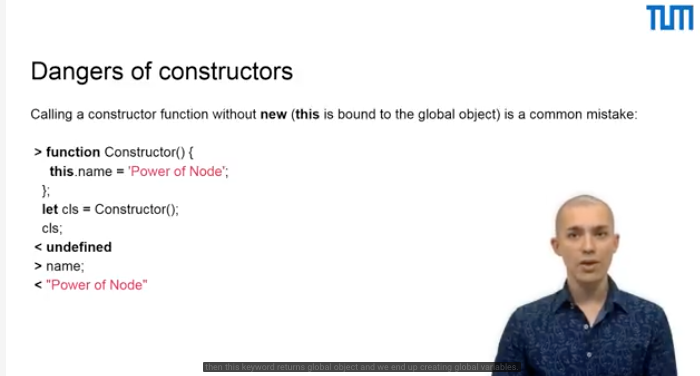 TUM
Dangers of constructors
Calling a constructor function without new (this is bound to the global object) is a common mistake:
> function Constructor() {
this.name = 'Power of Node';
};
let cls = Constructor();
cls;
< undefined
> name;
< "Power of Node"
then this keyword returns global object and we end up creating global variables.